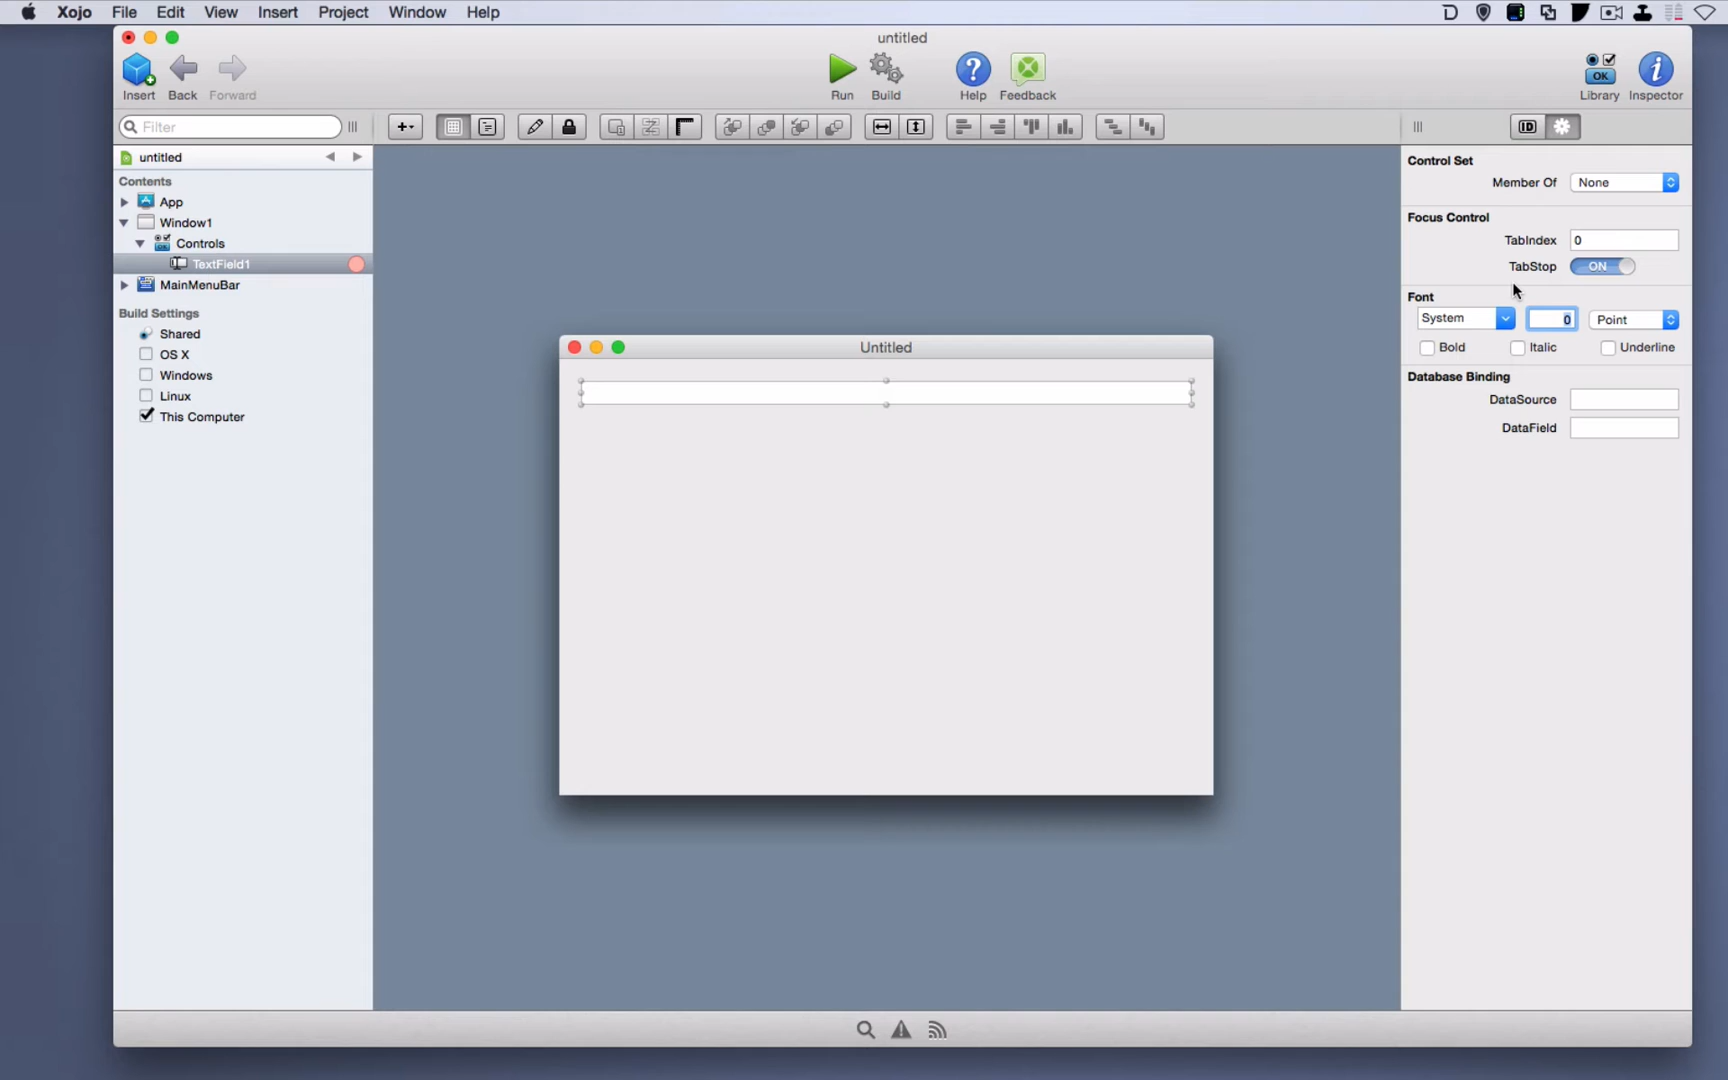 Xojo File Edit View Insert Project Window Help
untitled
Insert Back Forward Run Build Help Feedback OK Library Inspector
Filter ID
untitled
Contents
App
Window1
Controls
TextField1
MainMenuBar
Build Settings
Shared
OS X
Windows
Linux
This Computer
Untitled
Control Set
Member Of None
Focus Control
TabIndex 0
TabStop ON
Font
System 0 Point
Bold Italic Underline
Database Binding
DataSource
DataField